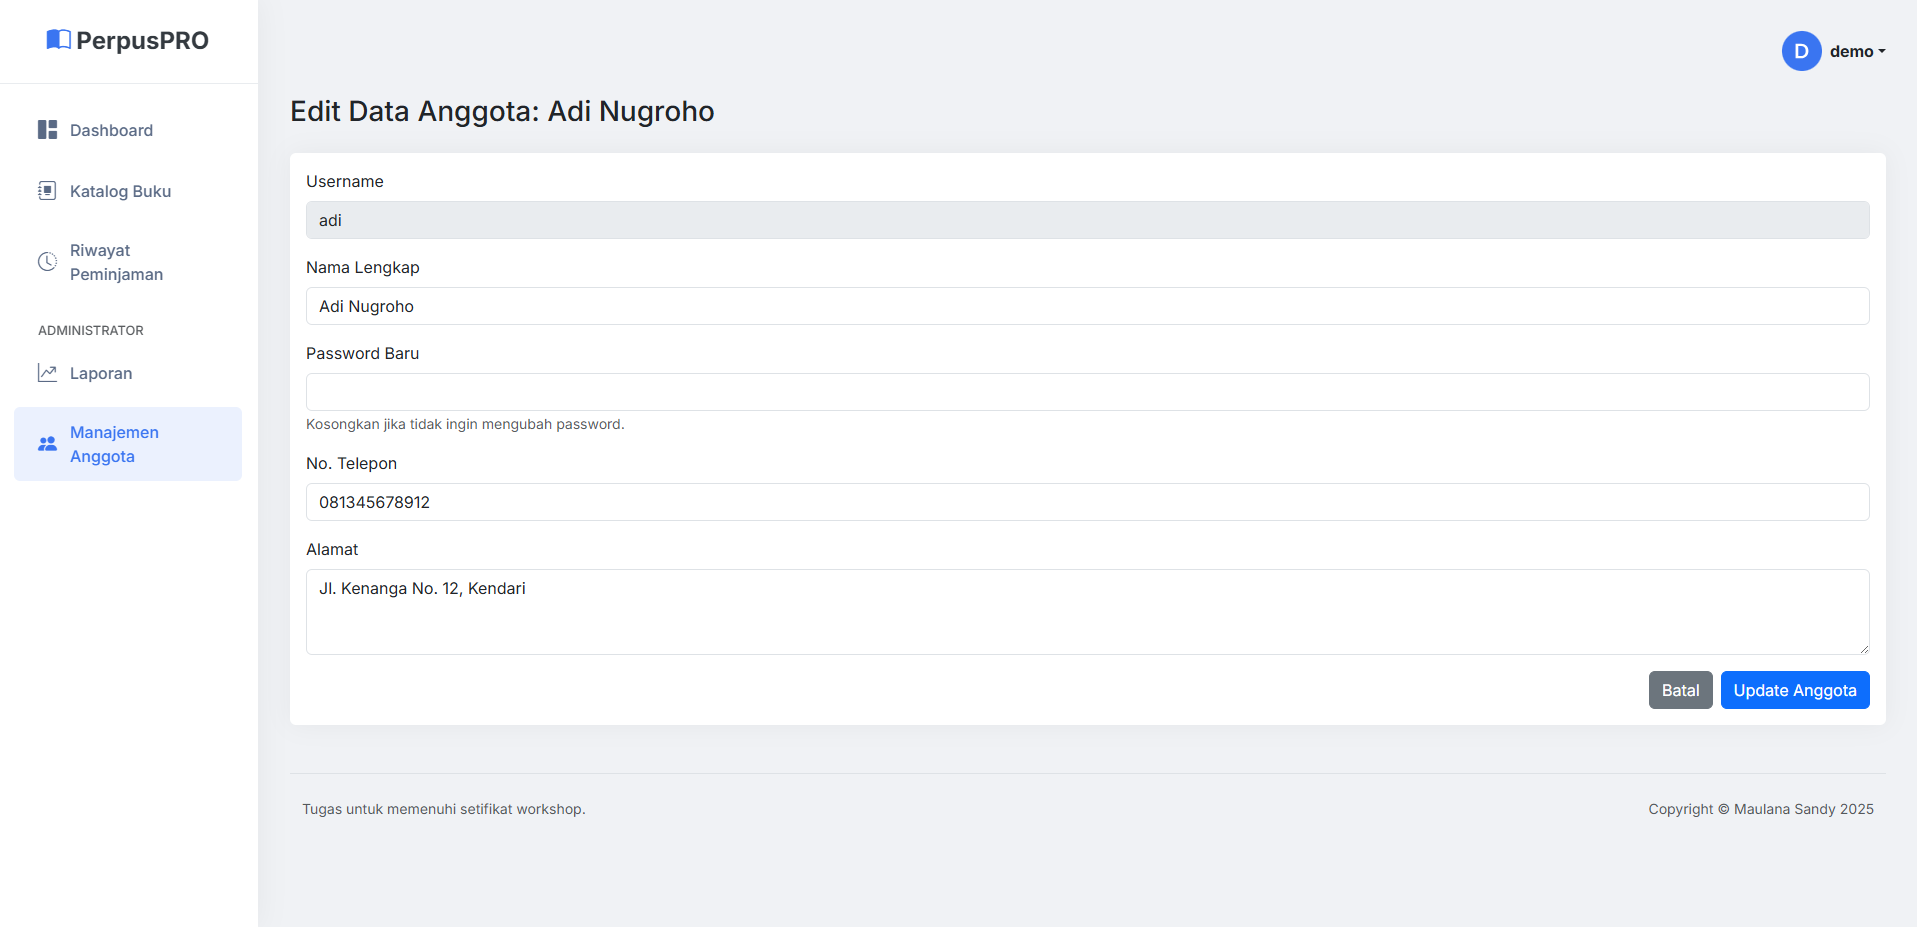 PerpusPRO
D
demo
Dashboard
Katalog Buku
Riwayat
Peminjaman
ADMINISTRATOR
Laporan
Manajemen
Anggota
Edit Data Anggota: Adi Nugroho
Username
adi
Nama Lengkap
Adi Nugroho
Password Baru
Kosongkan jika tidak ingin mengubah password.
No. Telepon
081345678912
Alamat
Jl. Kenanga No. 12, Kendari
Batal
Update Anggota
Tugas untuk memenuhi setifikat workshop.
Copyright © Maulana Sandy 2025